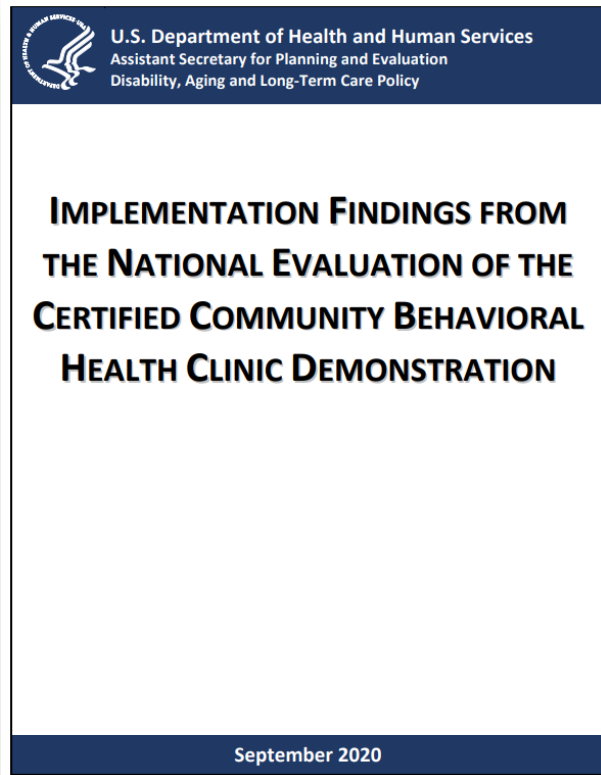 U.S. Department of Health and Human Services
Assistant Secretary for Planning and Evaluation
Disability, Aging and Long-Term Care Policy
IMPLEMENTATION FINDINGS FROM
THE NATIONAL EVALUATION OF THE
CERTIFIED COMMUNITY BEHAVIORAL
HEALTH CLINIC DEMONSTRATION
September 2020